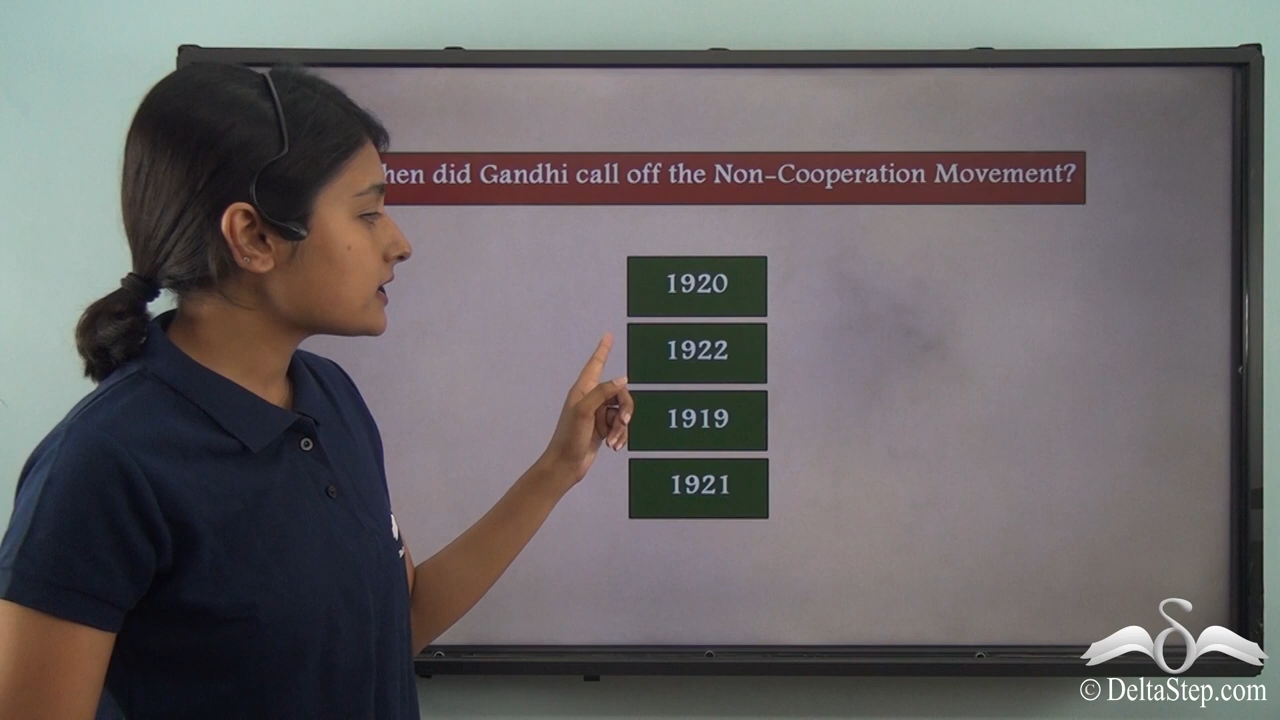 hen did Gandhi call off the Non-Cooperation Movement?
1920
1922
1919
1921
© DeltaStep.com